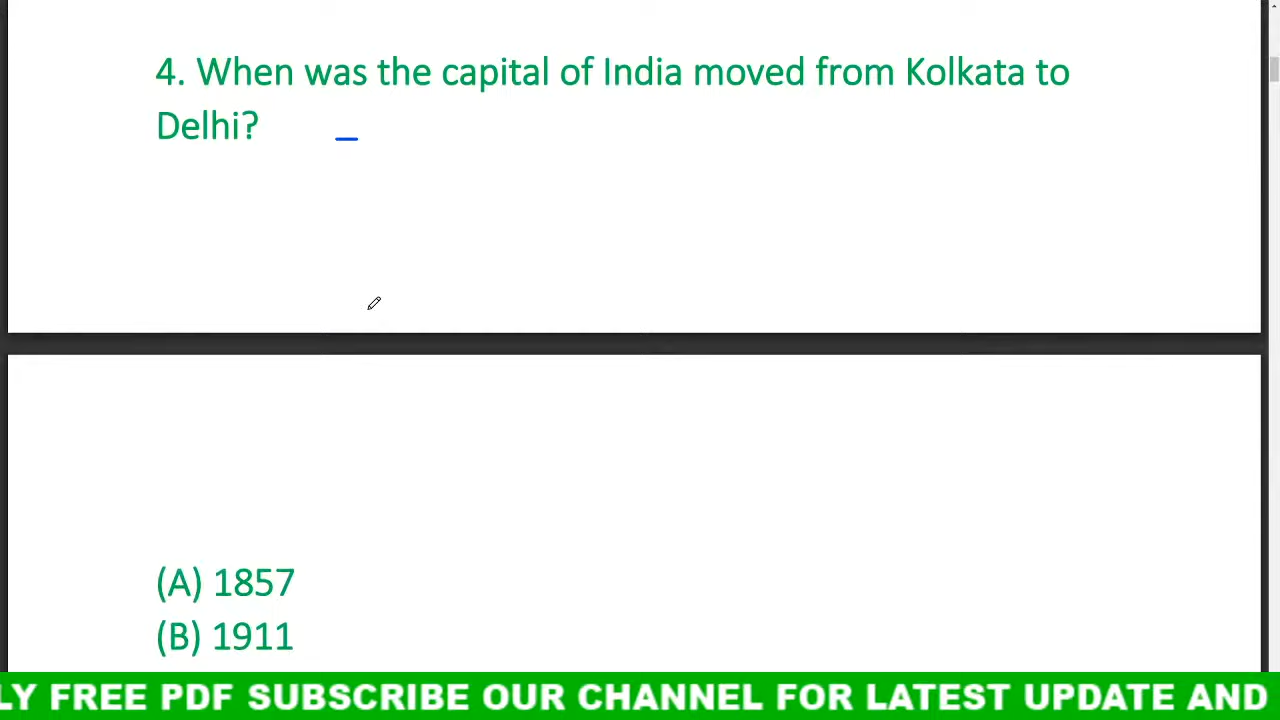 4. When was the capital of India moved from Kolkata to
Delhi?
(A) 1857
(B) 1911
LY FREE PDF SUBSCRIBE OUR CHANNEL FOR LATEST UPDATE AND